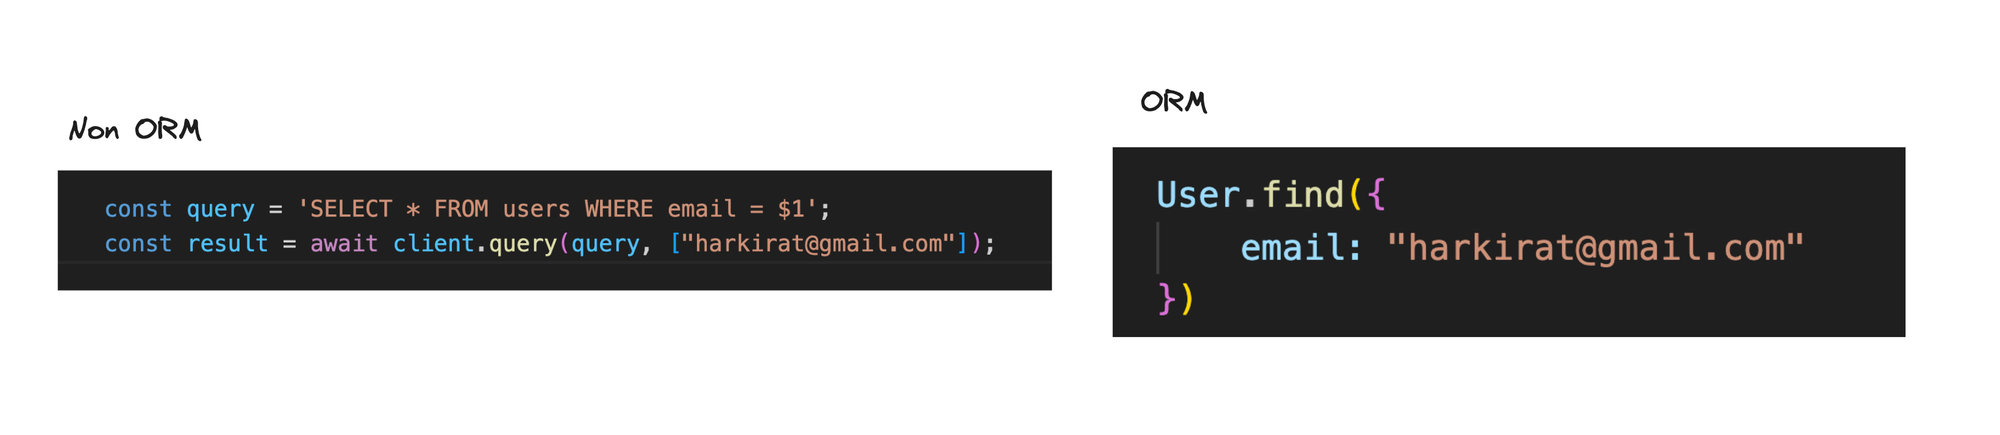 Non ORM
const query = 'SELECT * FROM users WHERE email = $1';
const result = await client.query(query, ["harkirat@gmail.com"]);
ORM
User.find({
    email: "harkirat@gmail.com"
})